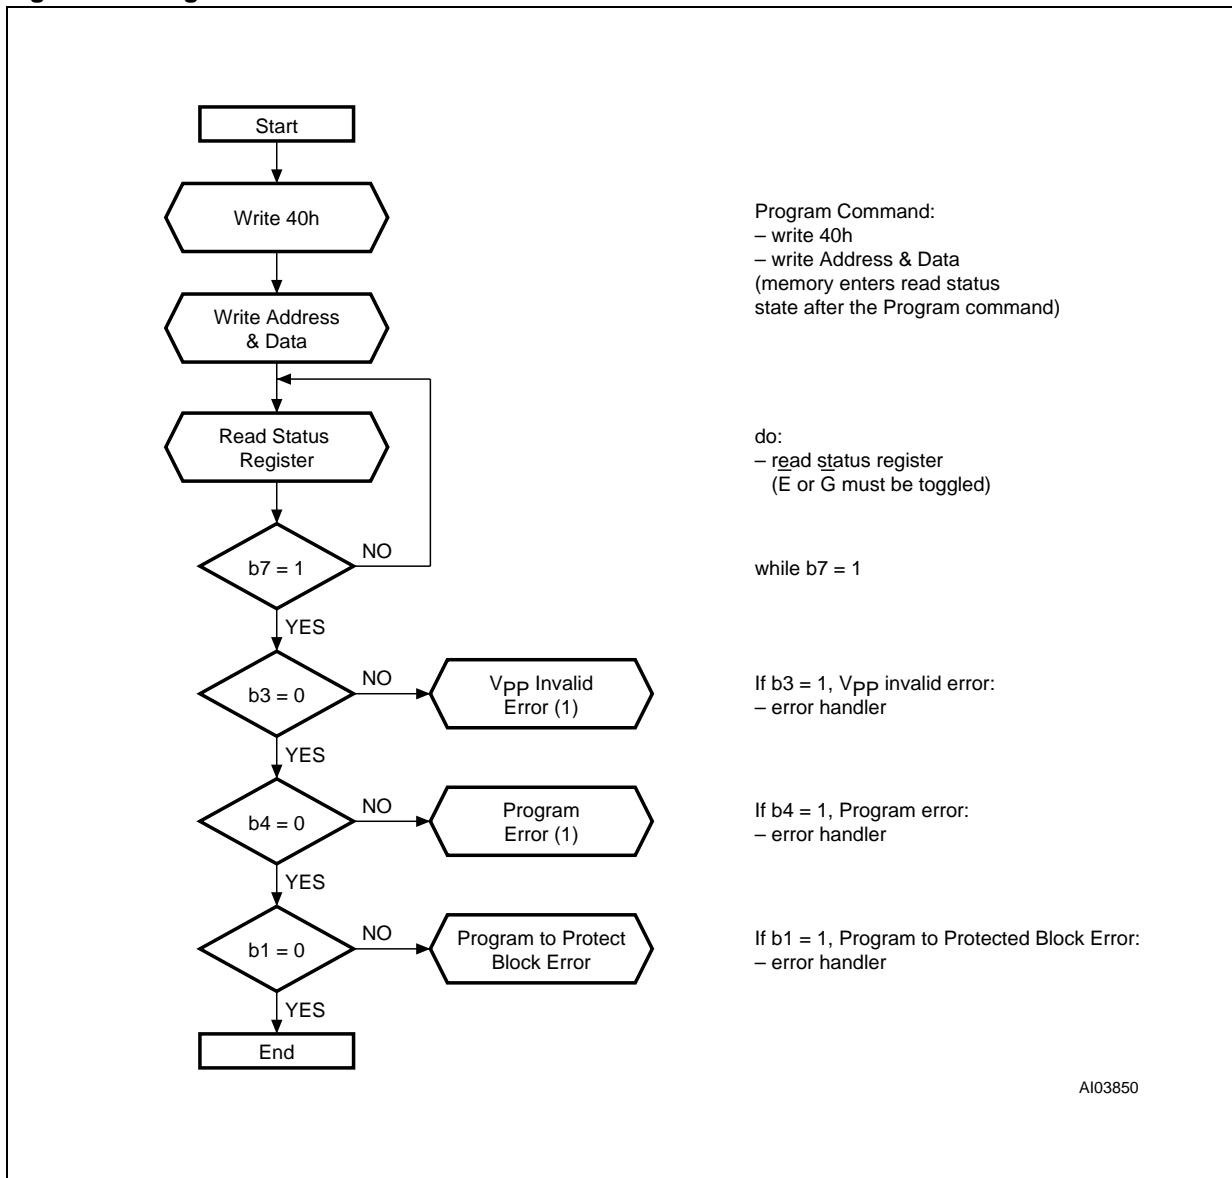 Start
Write 40h
Program Command:
– write 40h
– write Address & Data
(memory enters read status
state after the Program command)
Write Address
& Data
Read Status
Register
do:
– read status register
(E̅ or G̅ must be toggled)
b7 = 1
NO
while b7 = 1
YES
b3 = 0
NO
VPP Invalid
Error (1)
If b3 = 1, VPP invalid error:
– error handler
YES
b4 = 0
NO
Program
Error (1)
If b4 = 1, Program error:
– error handler
YES
b1 = 0
NO
Program to Protect
Block Error
If b1 = 1, Program to Protected Block Error:
– error handler
YES
End
AI03850